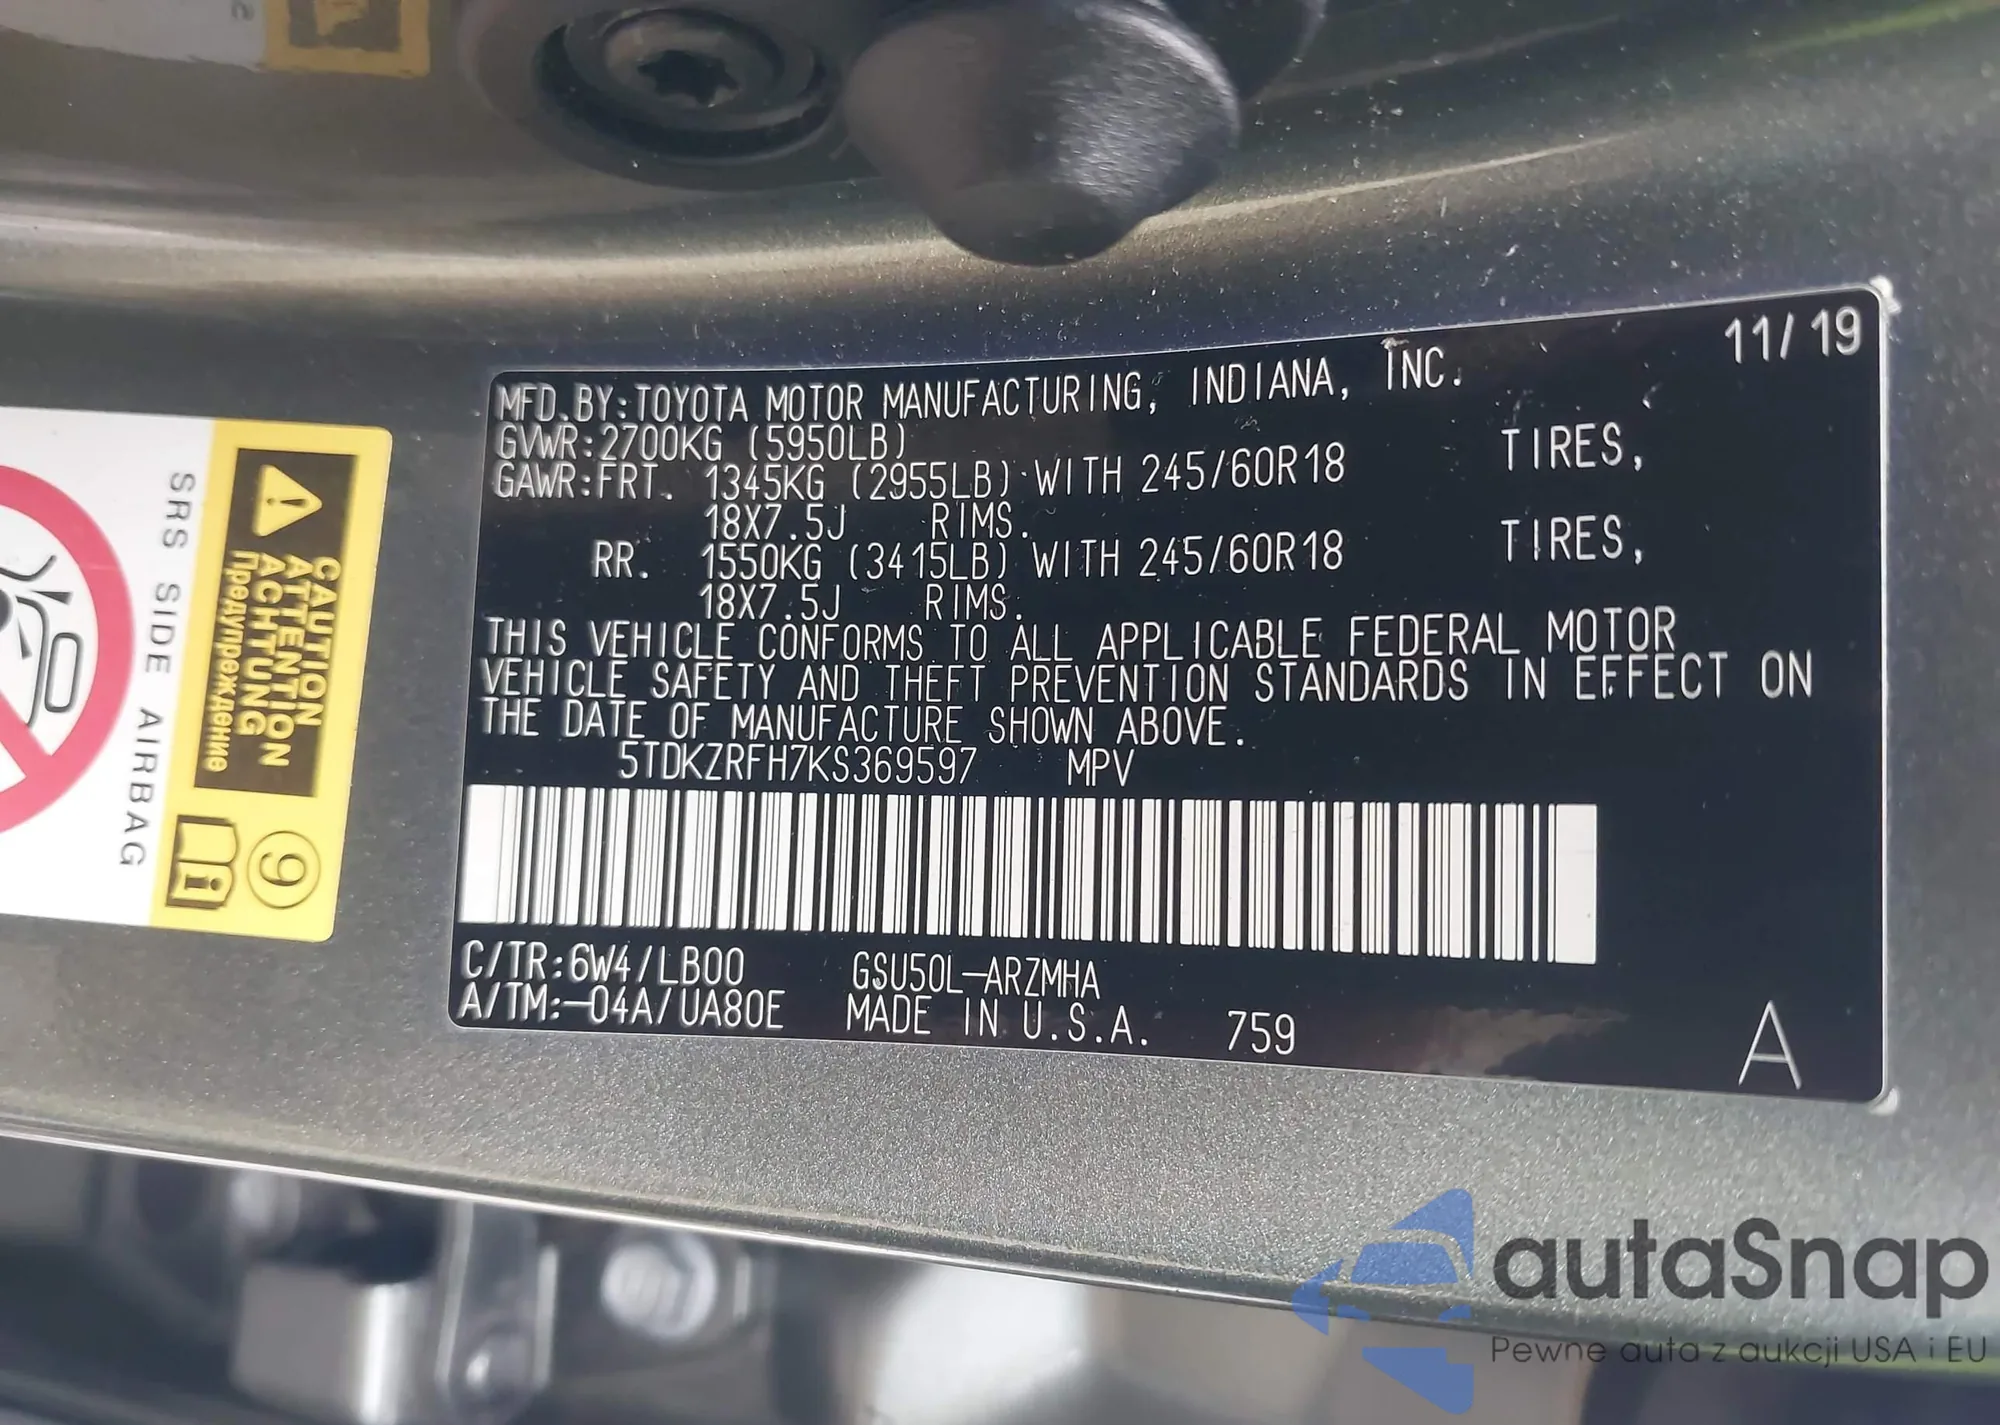 11/19
MFD.BY:TOYOTA MOTOR MANUFACTURING, INDIANA, INC.
GVWR:2700KG (5950LB)
GAWR:FRT. 1345KG (2955LB) WITH 245/60R18 TIRES,
18X7.5J RIMS.
RR. 1550KG (3415LB) WITH 245/60R18 TIRES,
18X7.5J RIMS.
THIS VEHICLE CONFORMS TO ALL APPLICABLE FEDERAL MOTOR
VEHICLE SAFETY AND THEFT PREVENTION STANDARDS IN EFFECT ON
THE DATE OF MANUFACTURE SHOWN ABOVE.
5TDKZRFH7KS369597 MPV
C/TR:6W4/LB00 GSU50L-ARZMHA
A/TM:-04A/UA80E MADE IN U.S.A. 759
A
CAUTION
ATTENTION
ACHTUNG
Предупреждение
9
SRS SIDE AIRBAG
autaSnap
Pewne auta z aukcji USA i EU